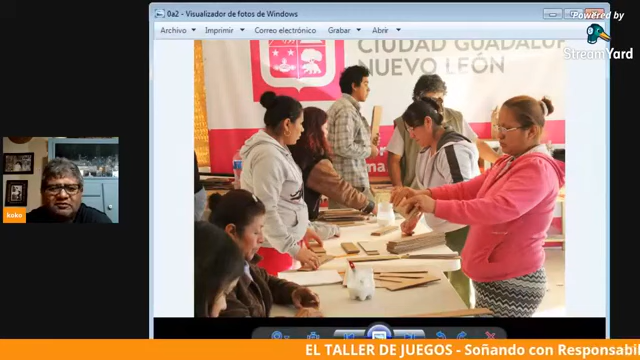 0a2 - Visualizador de fotos de Windows
Archivo Imprimir Correo electrónico Grabar Abrir
Powered by
StreamYard
CIUDAD GUADALUP
NUEVO LEÓN
koko
EL TALLER DE JUEGOS - Soñando con Responsabil